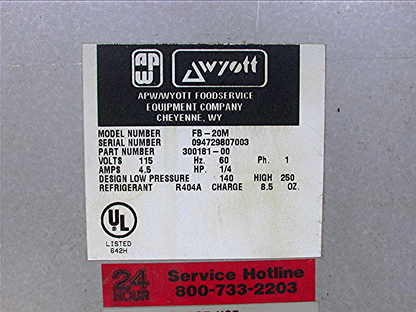 APW wyott
APW/WYOTT FOODSERVICE
EQUIPMENT COMPANY
CHEYENNE, WY
MODEL NUMBER FB-20M
SERIAL NUMBER 094729807003
PART NUMBER 300181-00
VOLTS 115 Hz. 60 Ph. 1
AMPS 4.5 HP. 1/4
DESIGN LOW PRESSURE 140 HIGH 250
REFRIGERANT R404A CHARGE 8.5 OZ.
UL
LISTED
642H
24 HOUR Service Hotline
800-733-2203